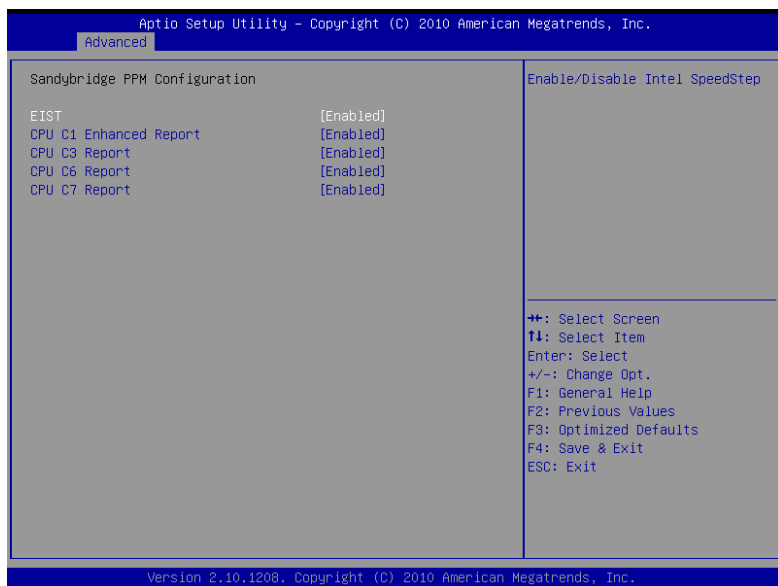 Aptio Setup Utility – Copyright (C) 2010 American Megatrends, Inc.
Advanced
Sandybridge PPM Configuration
EIST [Enabled]
CPU C1 Enhanced Report [Enabled]
CPU C3 Report [Enabled]
CPU C6 Report [Enabled]
CPU C7 Report [Enabled]
Enable/Disable Intel SpeedStep
→←: Select Screen
↑↓: Select Item
Enter: Select
+/-: Change Opt.
F1: General Help
F2: Previous Values
F3: Optimized Defaults
F4: Save & Exit
ESC: Exit
Version 2.10.1208. Copyright (C) 2010 American Megatrends, Inc.